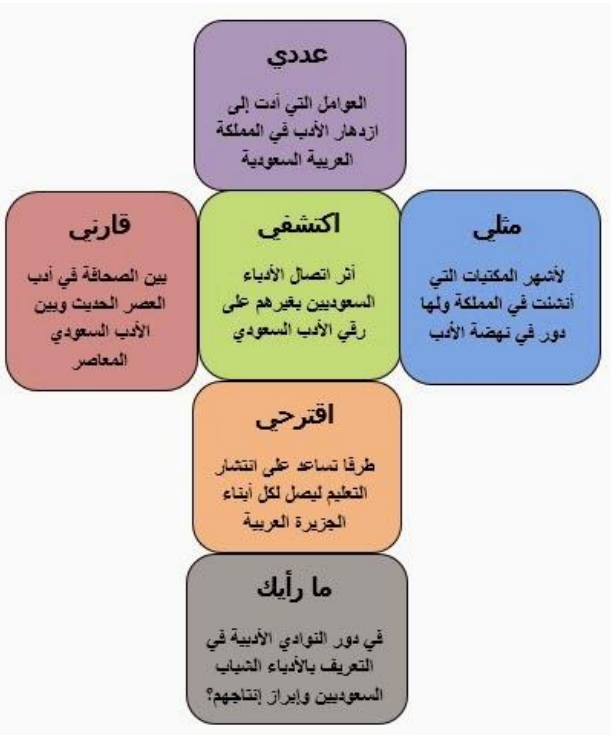 عددي
العوامل التي أدت إلى
ازدهار الأدب في المملكة
العربية السعودية
مثلي
لأشهر المكتبات التي
أنشئت في المملكة ولها
دور في نهضة الأدب
اكتشفي
أثر اتصال الأدباء
السعوديين بغيرهم على
رقي الأدب السعودي
قارني
بين الصحافة في أدب
العصر الحديث وبين
الأدب السعودي
المعاصر
اقترحي
طرقا تساعد على انتشار
التعليم ليصل لكل أبناء
الجزيرة العربية
ما رأيك
في دور النوادي الأدبية في
التعريف بالأدباء الشباب
السعوديين وإبراز إنتاجهم؟